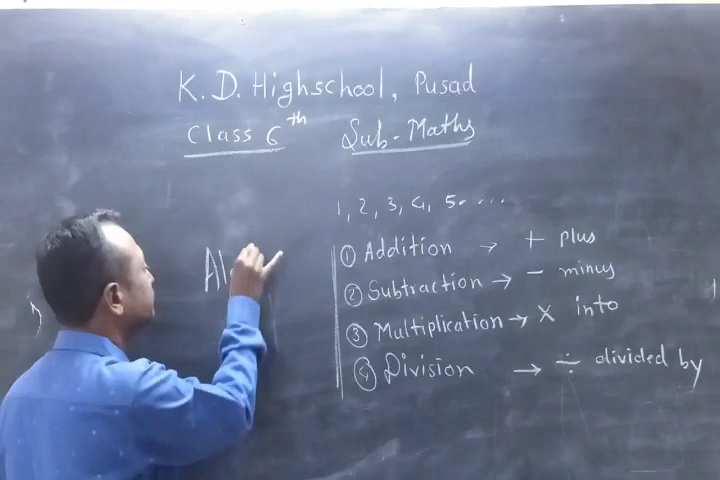 K. D. Highschool, Pusad
Class 6th Sub- Maths
1, 2, 3, 4, 5. ...
Al
① Addition → + plus
② Subtraction → - minus
③ Multiplication → × into
④ Division → ÷ divided by